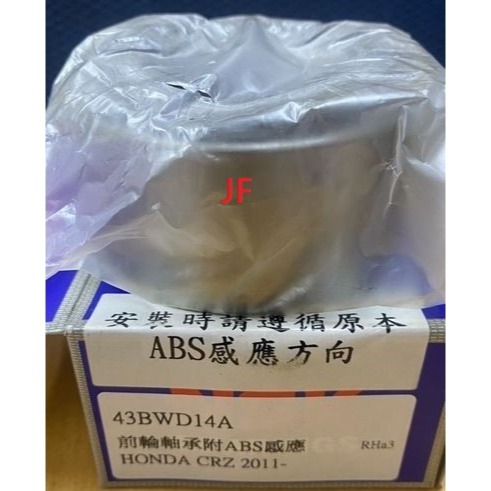 JF
安裝時請遵循原本
ABS感應方向
43BWD14A
前輪軸承附ABS感應
RHa3
HONDA CRZ 2011-